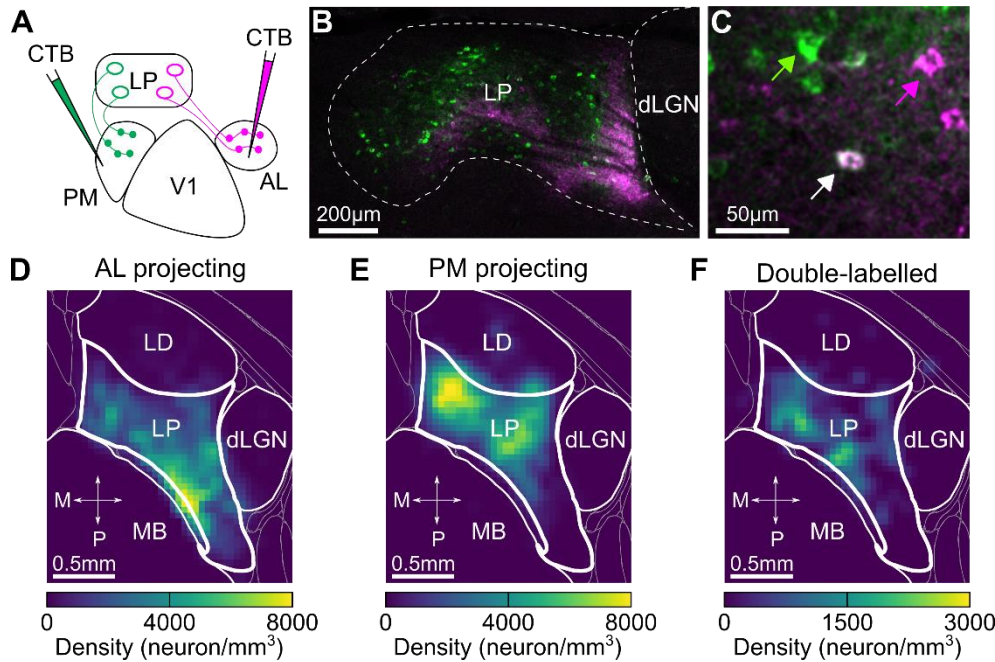 A
CTB
CTB
LP
PM
V1
AL
B
LP
dLGN
200µm
C
50µm
D
AL projecting
LD
LP
dLGN
M
P
MB
0.5mm
0
4000
8000
Density (neuron/mm³)
E
PM projecting
LD
LP
dLGN
M
P
MB
0.5mm
0
4000
8000
Density (neuron/mm³)
F
Double-labelled
LD
LP
dLGN
M
P
MB
0.5mm
0
1500
3000
Density (neuron/mm³)